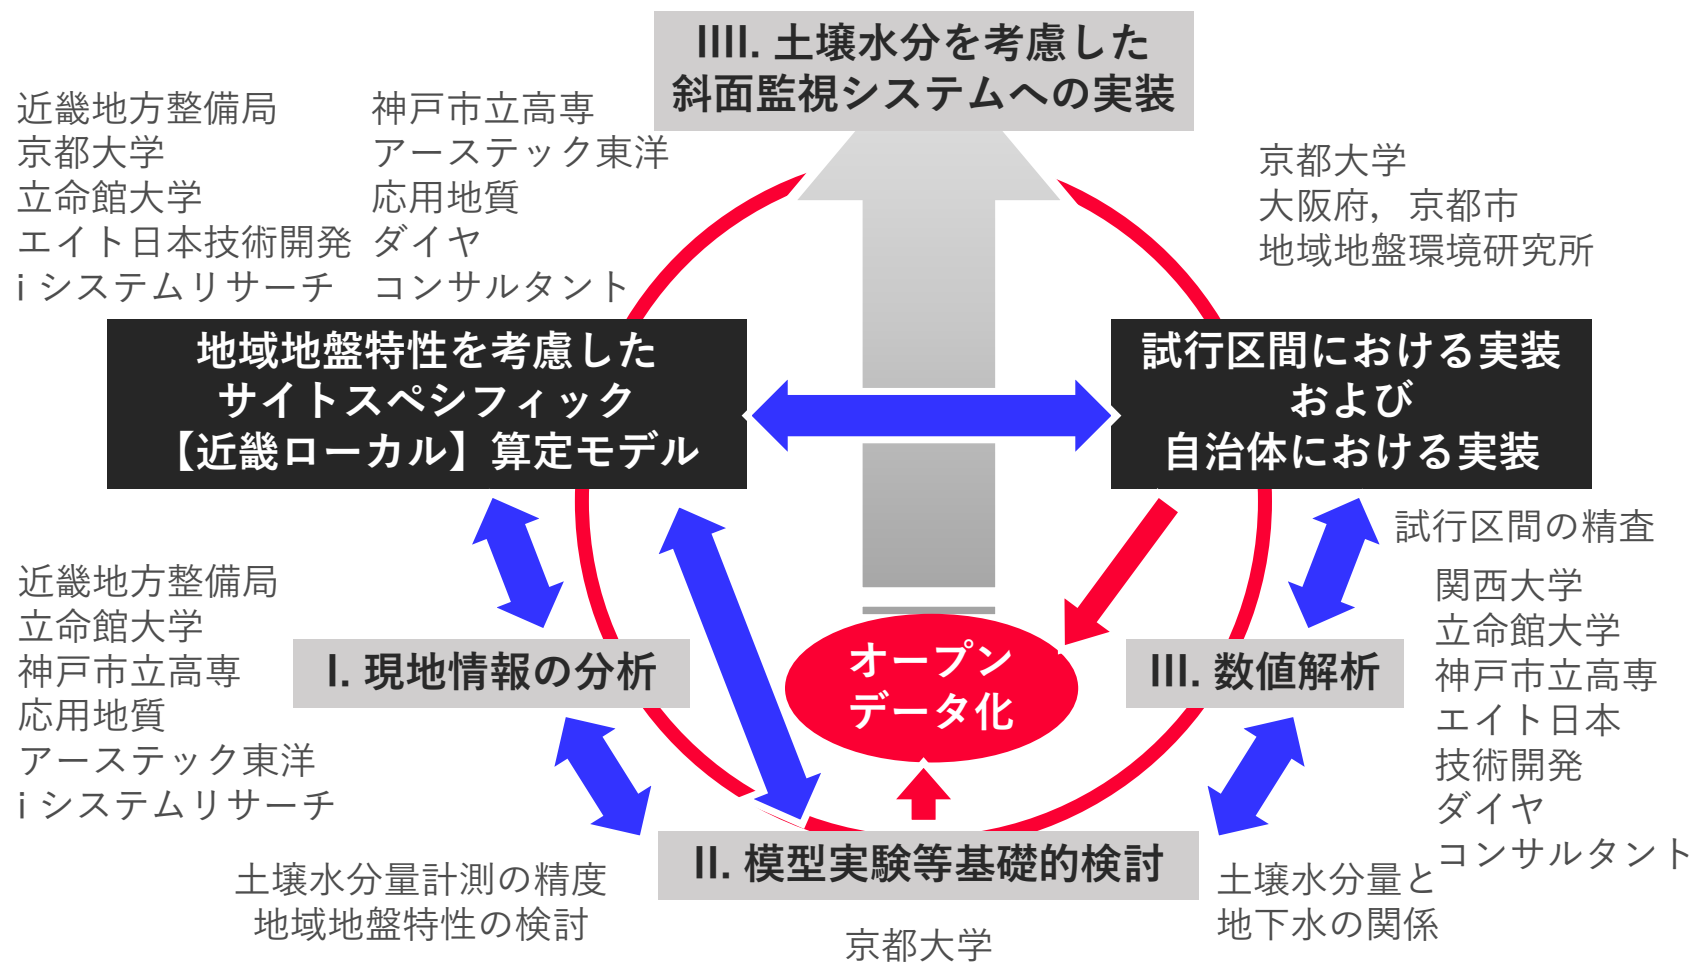 IIII. 土壌水分を考慮した
斜面監視システムへの実装
近畿地方整備局
京都大学
立命館大学
エイト日本技術開発
i システムリサーチ
神戸市立高専
アーステック東洋
応用地質
ダイヤ
コンサルタント
京都大学
大阪府，京都市
地域地盤環境研究所
地域地盤特性を考慮した
サイトスペシフィック
【近畿ローカル】算定モデル
試行区間における実装
および
自治体における実装
試行区間の精査
近畿地方整備局
立命館大学
神戸市立高専
応用地質
アーステック東洋
i システムリサーチ
I. 現地情報の分析
オープン
データ化
III. 数値解析
関西大学
立命館大学
神戸市立高専
エイト日本
技術開発
ダイヤ
コンサルタント
II. 模型実験等基礎的検討
土壌水分量計測の精度
地域地盤特性の検討
京都大学
土壌水分量と
地下水の関係